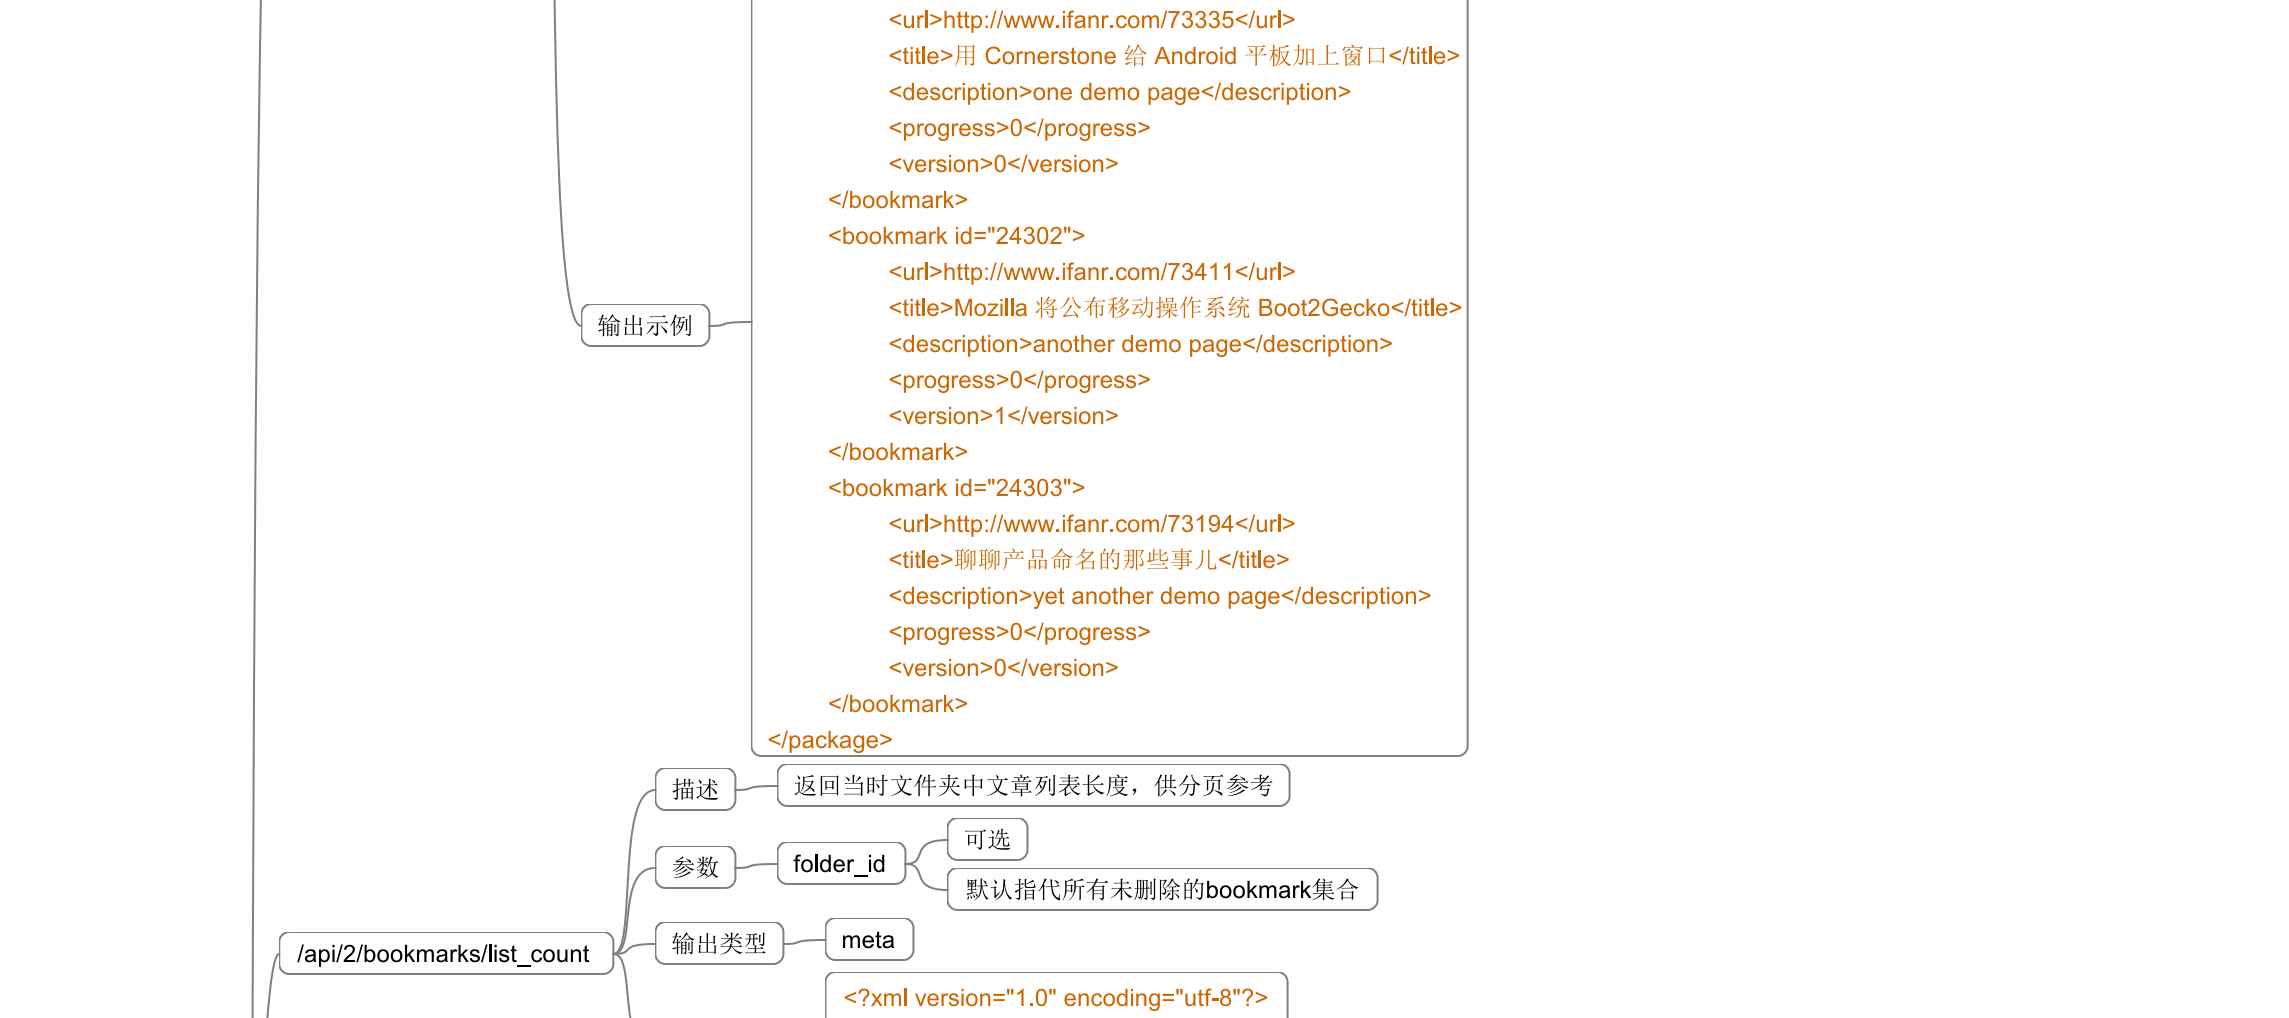 <url>http://www.ifanr.com/73335</url>
<title>用 Cornerstone 给 Android 平板加上窗口</title>
<description>one demo page</description>
<progress>0</progress>
<version>0</version>
</bookmark>
<bookmark id="24302">
<url>http://www.ifanr.com/73411</url>
输出示例
<title>Mozilla 将公布移动操作系统 Boot2Gecko</title>
<description>another demo page</description>
<progress>0</progress>
<version>1</version>
</bookmark>
<bookmark id="24303">
<url>http://www.ifanr.com/73194</url>
<title>聊聊产品命名的那些事儿</title>
<description>yet another demo page</description>
<progress>0</progress>
<version>0</version>
</bookmark>
</package>
描述
返回当时文件夹中文章列表长度，供分页参考
参数
folder_id
可选
默认指代所有未删除的bookmark集合
/api/2/bookmarks/list_count
输出类型
meta
<?xml version="1.0" encoding="utf-8"?>